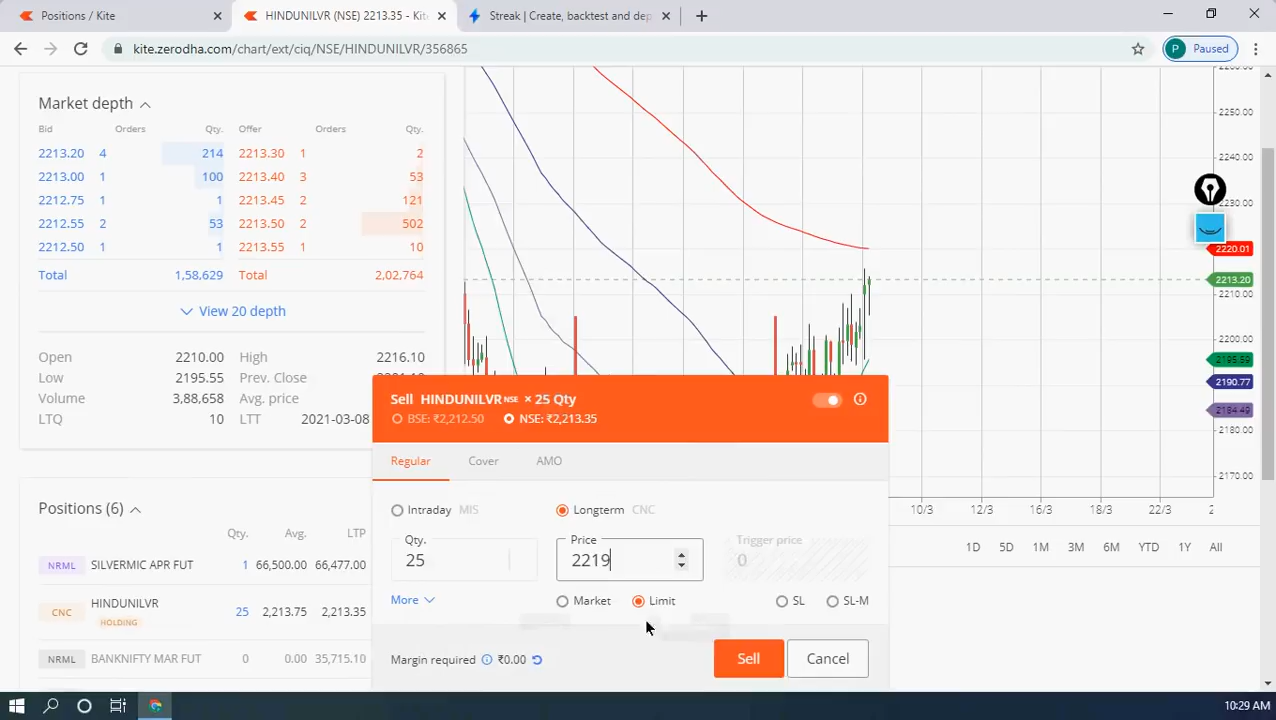 Positions / Kite
HINDUNILVR (NSE) 2213.35 - Kite
Streak | Create, backtest and dep
kite.zerodha.com/chart/ext/ciq/NSE/HINDUNILVR/356865
P Paused
Market depth
Bid Orders Qty. Offer Orders Qty.
2213.20 4 214 2213.30 1 2
2213.00 1 100 2213.40 3 53
2212.75 1 1 2213.45 2 121
2212.55 2 53 2213.50 2 502
2212.50 1 1 2213.55 1 10
Total 1,58,629 Total 2,02,764
View 20 depth
Open 2210.00 High 2216.10
Low 2195.55 Prev. Close
Volume 3,88,658 Avg. price
LTQ 10 LTT 2021-03-08
2250.00
2240.00
2230.00
2220.01
2213.20
2210.00
2200.00
2195.59
2190.77
2184.49
2180.00
2170.00
10/3 12/3 16/3 18/3 22/3 2
1D 5D 1M 3M 6M YTD 1Y All
Positions (6)
Qty. Avg. LTP
NRML SILVERMIC APR FUT 1 66,500.00 66,477.00
CNC HINDUNILVR 25 2,213.75 2,213.35
HOLDING
NRML BANKNIFTY MAR FUT 0 0.00 35,715.10
Sell HINDUNILVR NSE × 25 Qty
BSE: ₹2,212.50 NSE: ₹2,213.35
Regular Cover AMO
Intraday MIS Longterm CNC
Qty. Price Trigger price
25 2219 0
More Market Limit SL SL-M
Margin required ₹0.00 Sell Cancel
10:29 AM